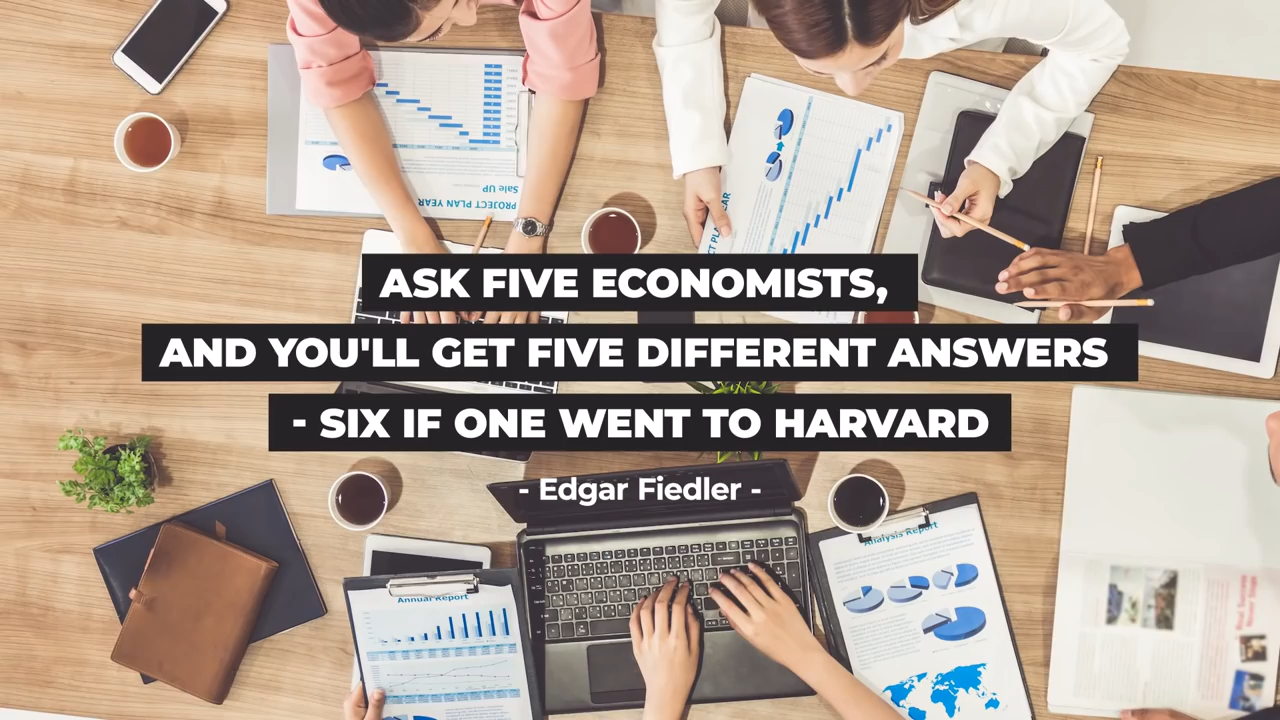 Sale UP
PROJECT PLAN YEAR
ASK FIVE ECONOMISTS,
AND YOU'LL GET FIVE DIFFERENT ANSWERS
- SIX IF ONE WENT TO HARVARD
- Edgar Fiedler -
Analysis Report
Annual Report